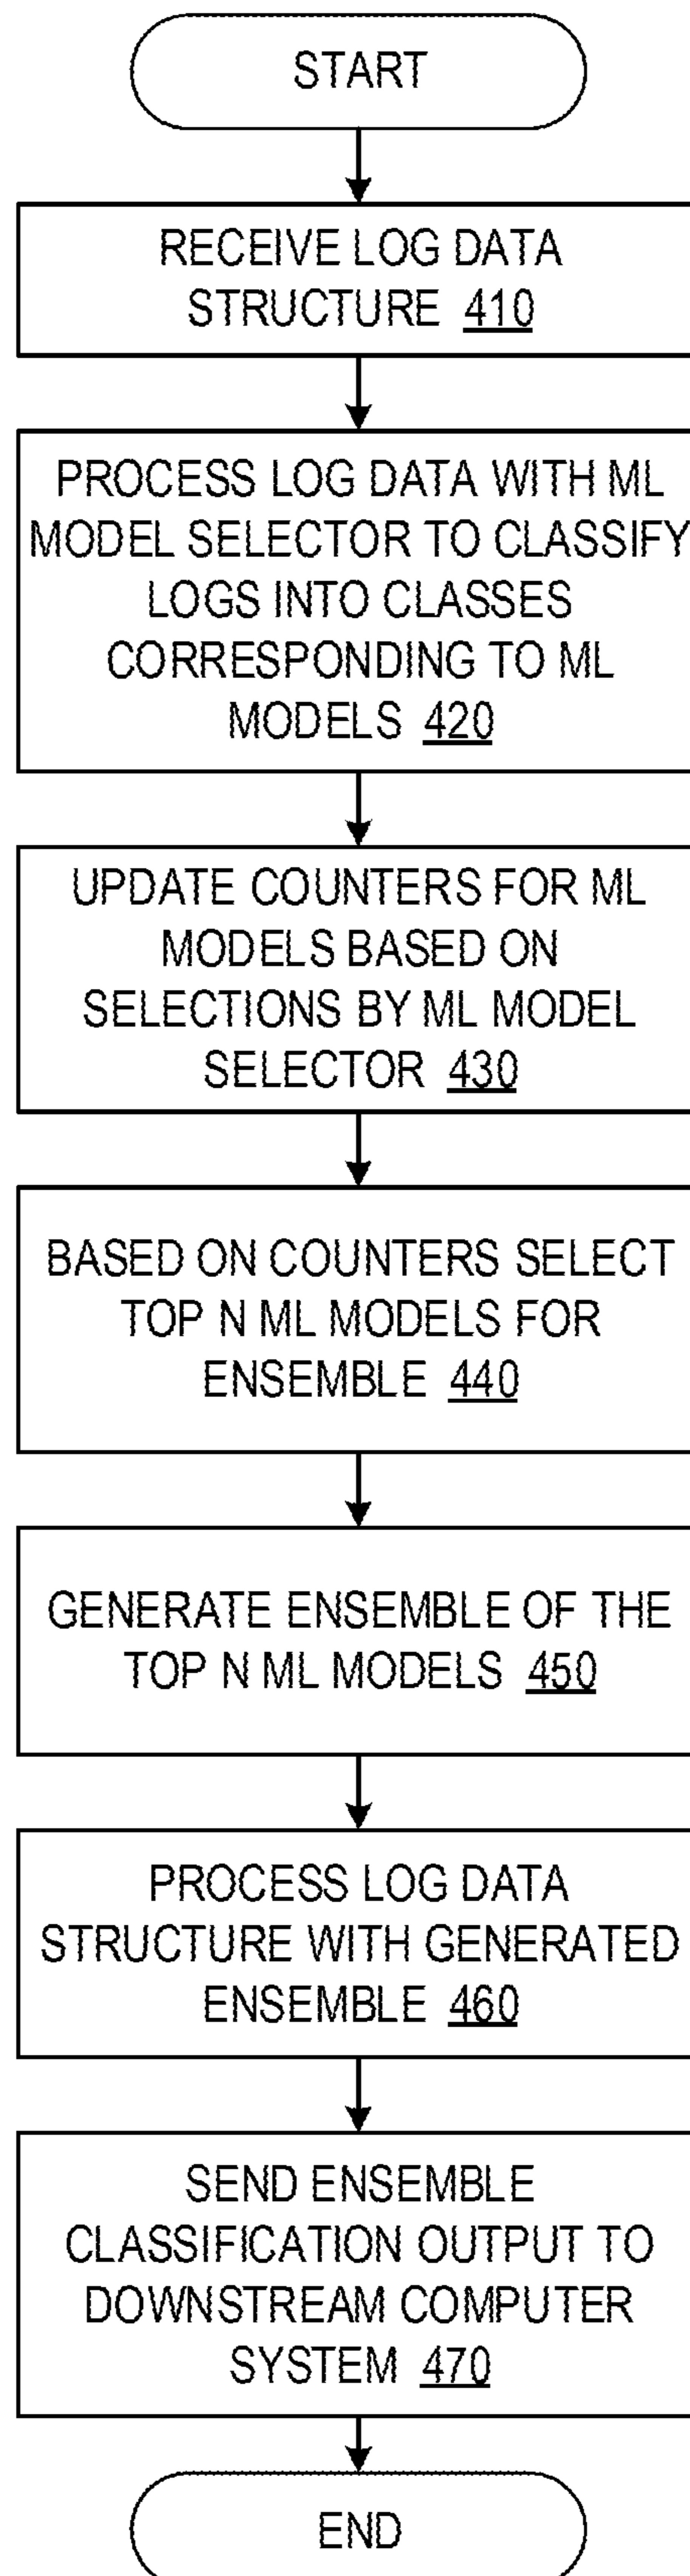 START
RECEIVE LOG DATA
STRUCTURE 410
PROCESS LOG DATA WITH ML
MODEL SELECTOR TO CLASSIFY
LOGS INTO CLASSES
CORRESPONDING TO ML
MODELS 420
UPDATE COUNTERS FOR ML
MODELS BASED ON
SELECTIONS BY ML MODEL
SELECTOR 430
BASED ON COUNTERS SELECT
TOP N ML MODELS FOR
ENSEMBLE 440
GENERATE ENSEMBLE OF THE
TOP N ML MODELS 450
PROCESS LOG DATA
STRUCTURE WITH GENERATED
ENSEMBLE 460
SEND ENSEMBLE
CLASSIFICATION OUTPUT TO
DOWNSTREAM COMPUTER
SYSTEM 470
END